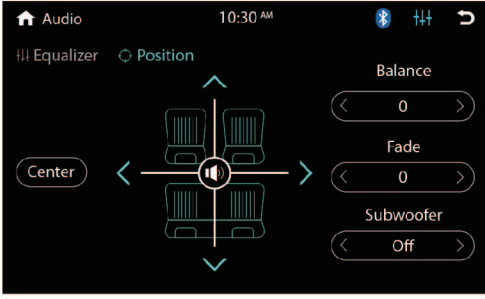 Audio
10:30 AM
Equalizer
Position
Balance
0
Fade
0
Center
Subwoofer
Off